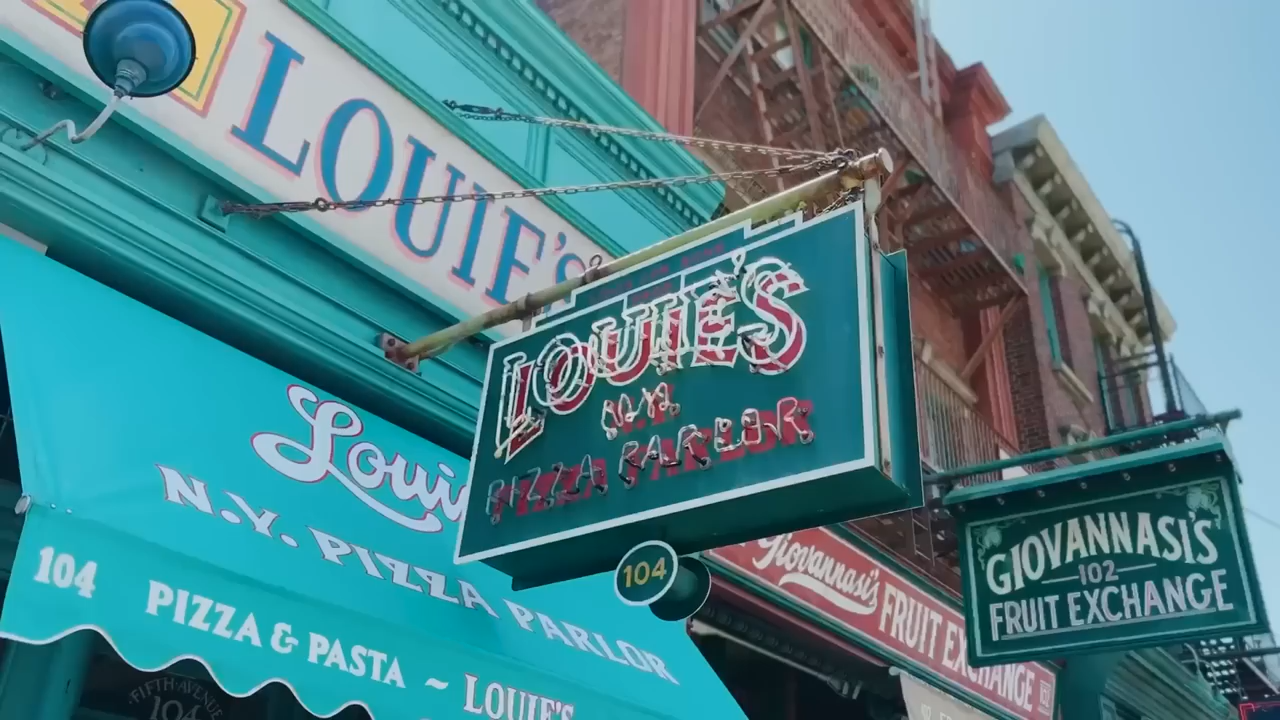 LOUIE'S
LOUIE'S
N.Y.
PIZZA PARLOR
104
Loui
N.Y. PIZZA PARLOR
104 PIZZA & PASTA ~ LOUIE'S
FIFTH·AVENUE
104
Giovannasi's FRUIT EXCHANGE
GIOVANNASI'S
102
FRUIT EXCHANGE